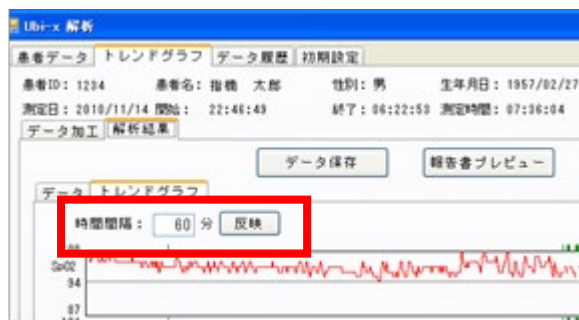 Ubi-x 解析
患者データ トレンドグラフ データ履歴 初期設定
患者ID: 1234 患者名: 指橋 太郎 性別: 男 生年月日: 1957/02/27
測定日: 2010/11/14 開始: 22:46:49 終了: 06:22:53 測定時間: 07:36:04
データ加工 解析結果
データ保存 報告書プレビュー
データ トレンドグラフ
時間間隔: 60 分 反映
SpO2
94
87